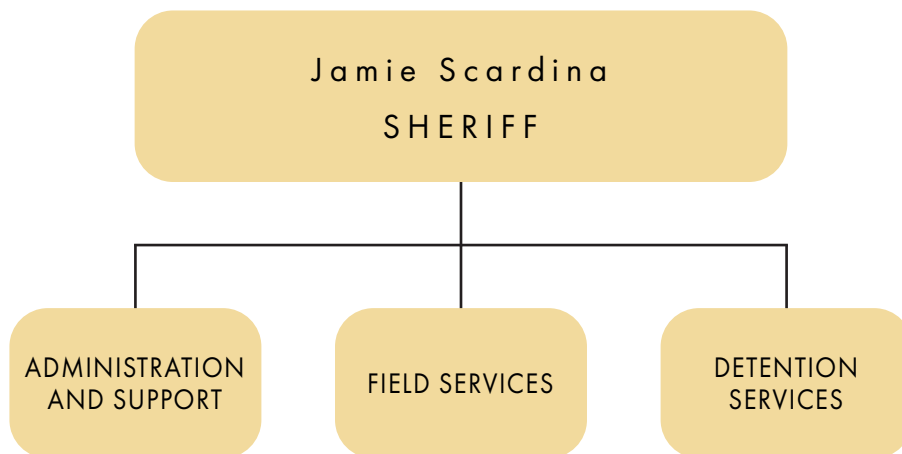 Jamie Scardina
SHERIFF
ADMINISTRATION
AND SUPPORT
FIELD SERVICES
DETENTION
SERVICES